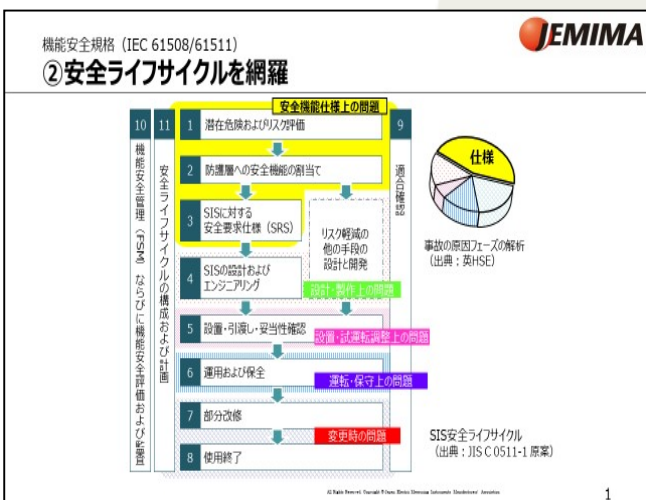 機能安全規格（IEC 61508/61511）
②安全ライフサイクルを網羅
JEMIMA
安全機能仕様上の問題
10
機能安全管理（FSM）ならびに機能安全評価および監査
11
安全ライフサイクルの構成および計画
1 潜在危険およびリスク評価
2 防護層への安全機能の割当て
3 SISに対する
安全要求仕様（SRS）
リスク軽減の
他の手段の
設計と開発
4 SISの設計および
エンジニアリング
設計・製作上の問題
5 設置・引渡し・妥当性確認
設置・試運転調整上の問題
6 運用および保全
運転・保守上の問題
7 部分改修
変更時の問題
8 使用終了
9
適合確認
仕様
事故の原因フェーズの解析
（出典：英HSE）
SIS安全ライフサイクル
（出典：JIS C 0511-1 原案）
1